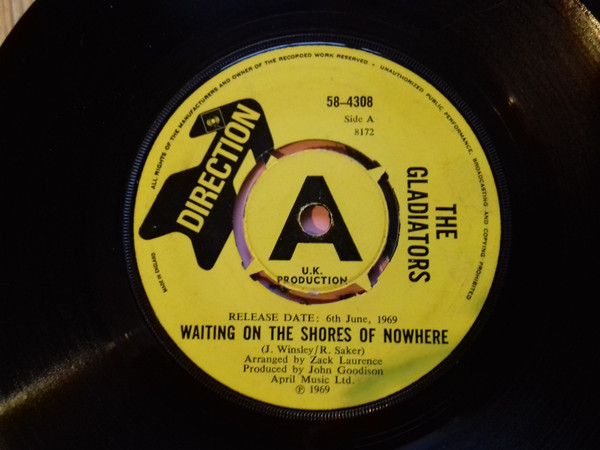 ALL RIGHTS OF THE MANUFACTURERS AND OWNER OF THE RECORDED WORK RESERVED. UNAUTHORIZED PUBLIC PERFORMANCE, BROADCASTING AND COPYING PROHIBITED
58-4308
Side A
8172
DIRECTION
THE
GLADIATORS
A
U.K.
PRODUCTION
MADE IN ENGLAND
RELEASE DATE: 6th June, 1969
WAITING ON THE SHORES OF NOWHERE
(J. Winsley/R. Saker)
Arranged by Zack Laurence
Produced by John Goodison
April Music Ltd.
℗ 1969